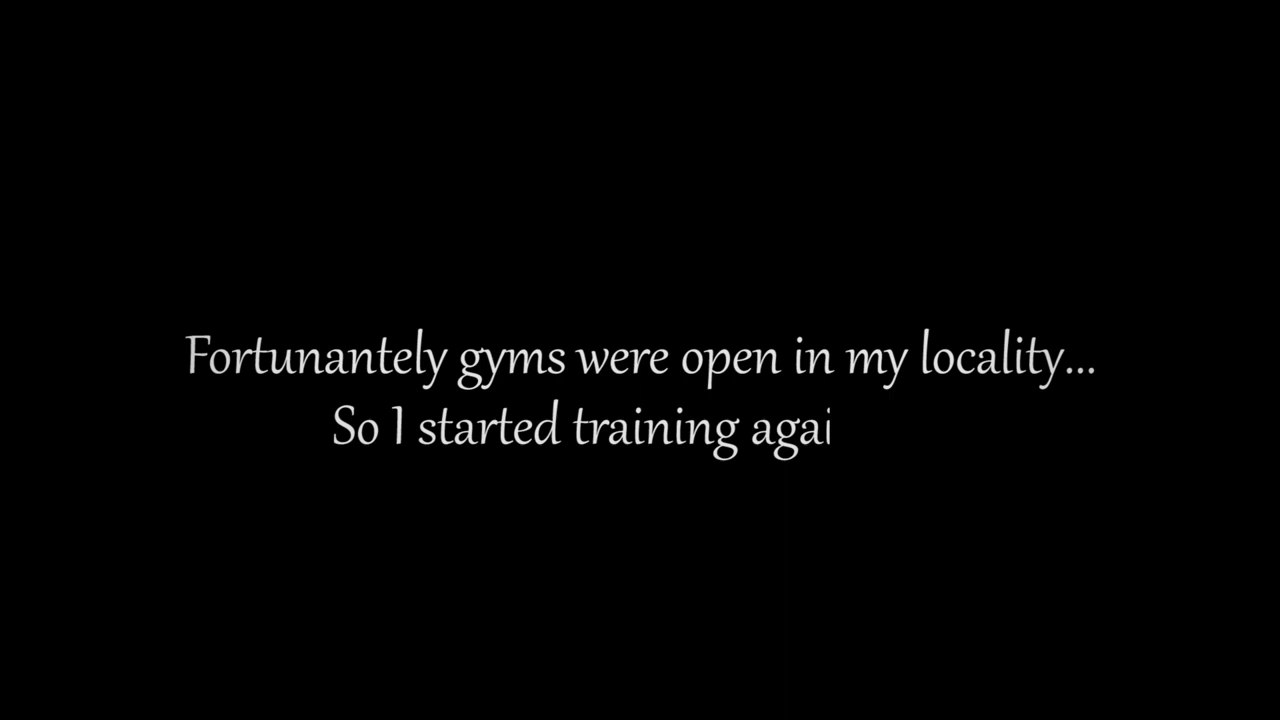 Fortunantely gyms were open in my locality...
So I started training agai